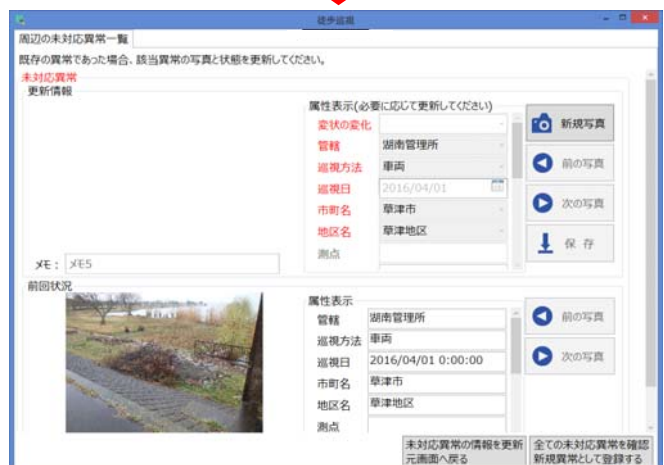 徒歩巡視
周辺の未対応異常一覧
既存の異常であった場合、該当異常の写真と状態を更新してください。
未対応異常
更新情報
属性表示(必要に応じて更新してください)
変状の変化
管轄 湖南管理所
巡視方法 車両
巡視日 2016/04/01
市町名 草津市
地区名 草津地区
測点
メモ： メモ5
新規写真
前の写真
次の写真
保存
前回状況
属性表示
管轄 湖南管理所
巡視方法 車両
巡視日 2016/04/01 0:00:00
市町名 草津市
地区名 草津地区
測点
前の写真
次の写真
未対応異常の情報を更新
元画面へ戻る
全ての未対応異常を確認
新規異常として登録する